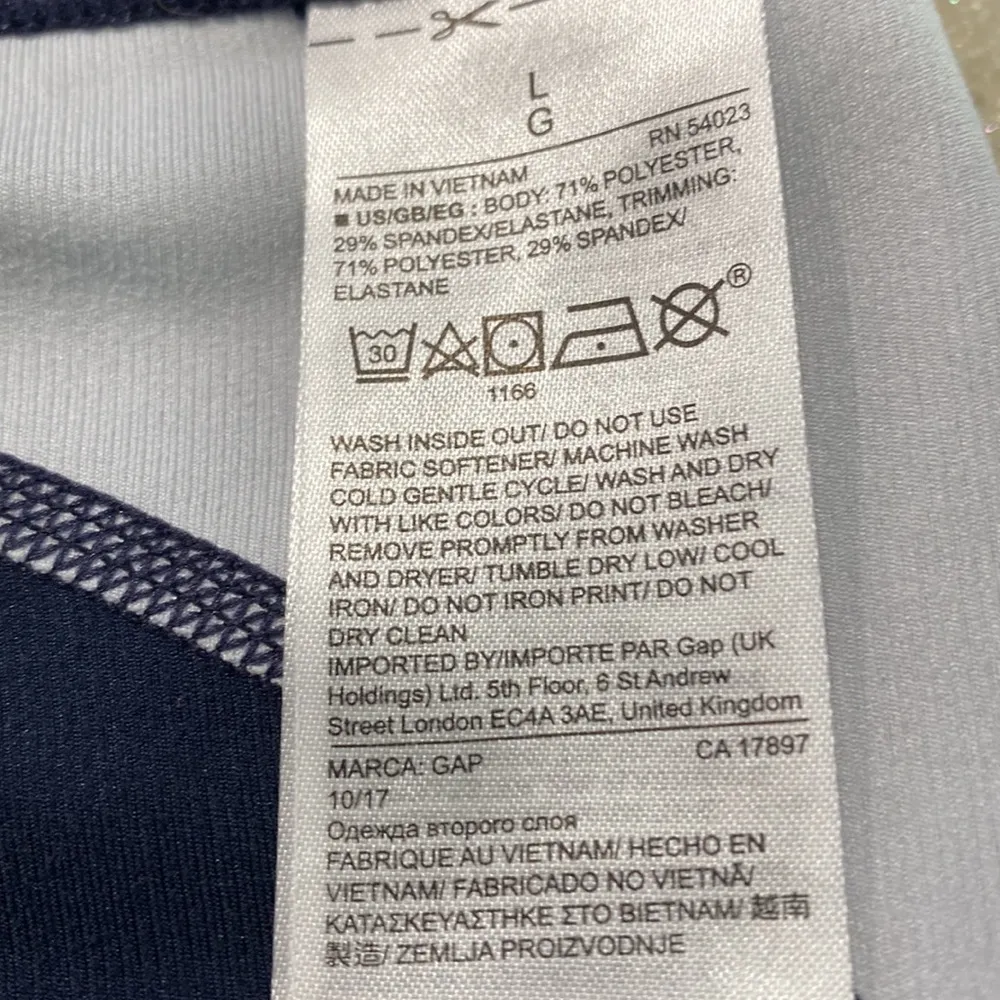 L
G
RN 54023
MADE IN VIETNAM
■ US/GB/EG : BODY: 71% POLYESTER,
29% SPANDEX/ELASTANE, TRIMMING:
71% POLYESTER, 29% SPANDEX/
ELASTANE
30
®
1166
WASH INSIDE OUT/ DO NOT USE
FABRIC SOFTENER/ MACHINE WASH
COLD GENTLE CYCLE/ WASH AND DRY
WITH LIKE COLORS/ DO NOT BLEACH/
REMOVE PROMPTLY FROM WASHER
AND DRYER/ TUMBLE DRY LOW/ COOL
IRON/ DO NOT IRON PRINT/ DO NOT
DRY CLEAN
IMPORTED BY/IMPORTE PAR Gap (UK
Holdings) Ltd. 5th Floor, 6 St Andrew
Street London EC4A 3AE, United Kingdom
CA 17897
MARCA: GAP
10/17
Одежда второго слоя
FABRIQUE AU VIETNAM/ HECHO EN
VIETNAM/ FABRICADO NO VIETNÃ/
ΚΑΤΑΣΚΕΥΑΣΤΗΚΕ ΣΤΟ ΒΙΕΤΝΑΜ/ 越南
製造/ ZEMLJA PROIZVODNJE